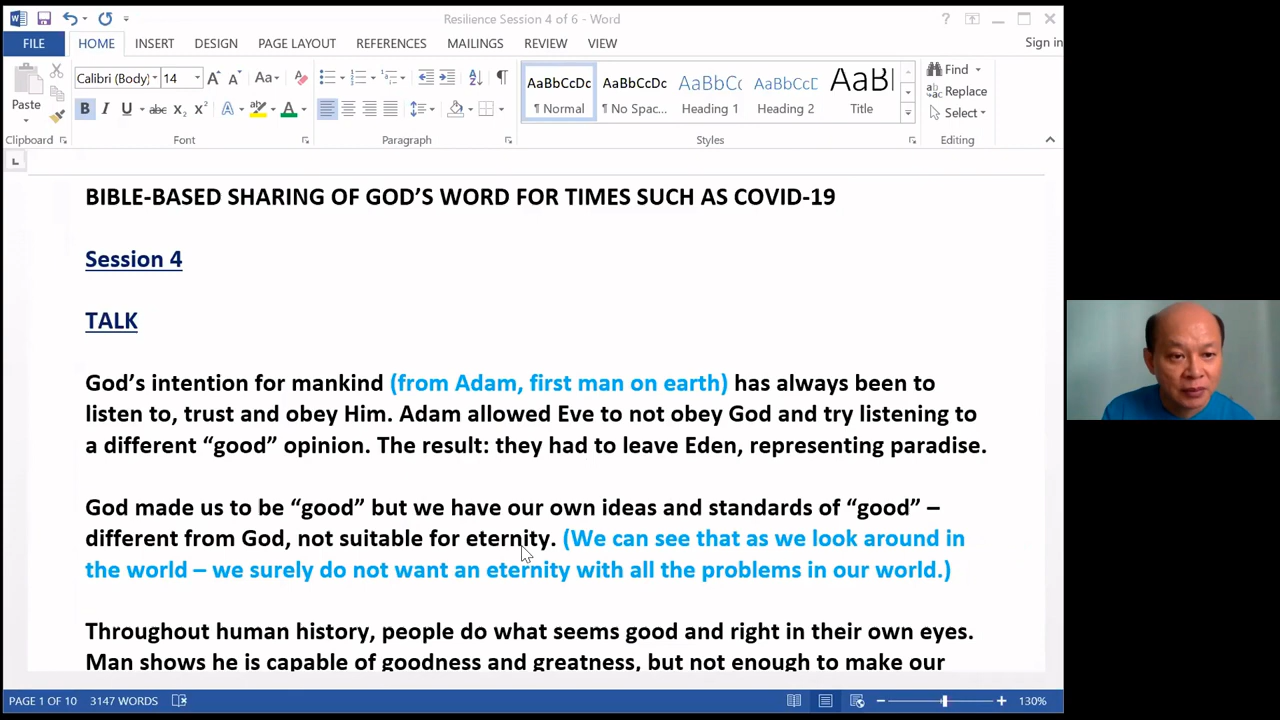 Resilience Session 4 of 6 - Word
?
FILE HOME INSERT DESIGN PAGE LAYOUT REFERENCES MAILINGS REVIEW VIEW Sign in
Paste
Calibri (Body) 14
Aa
B I U abc X₂ X² A A
AaBbCcDc AaBbCcDc AaBbCc AaBbCcD AaB
¶ Normal ¶ No Spac... Heading 1 Heading 2 Title
Find
Replace
Select
Clipboard Font Paragraph Styles Editing
BIBLE-BASED SHARING OF GOD’S WORD FOR TIMES SUCH AS COVID-19
Session 4
TALK
God’s intention for mankind (from Adam, first man on earth) has always been to
listen to, trust and obey Him. Adam allowed Eve to not obey God and try listening to
a different “good” opinion. The result: they had to leave Eden, representing paradise.
God made us to be “good” but we have our own ideas and standards of “good” –
different from God, not suitable for eternity. (We can see that as we look around in
the world – we surely do not want an eternity with all the problems in our world.)
Throughout human history, people do what seems good and right in their own eyes.
Man shows he is capable of goodness and greatness, but not enough to make our
PAGE 1 OF 10 3147 WORDS 130%